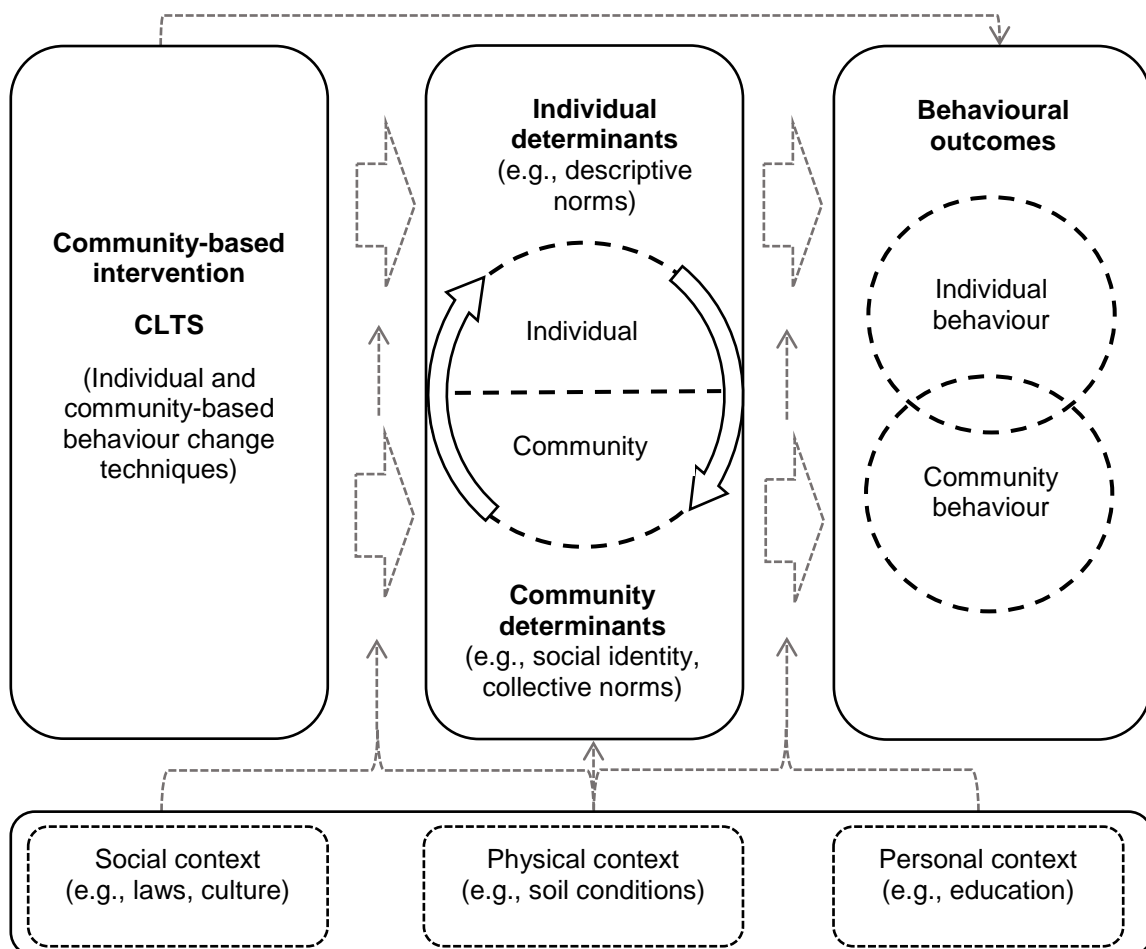 Community-based
intervention
CLTS
(Individual and
community-based
behaviour change
techniques)
Individual
determinants
(e.g., descriptive
norms)
Individual
Community
Community
determinants
(e.g., social identity,
collective norms)
Behavioural
outcomes
Individual
behaviour
Community
behaviour
Social context
(e.g., laws, culture)
Physical context
(e.g., soil conditions)
Personal context
(e.g., education)